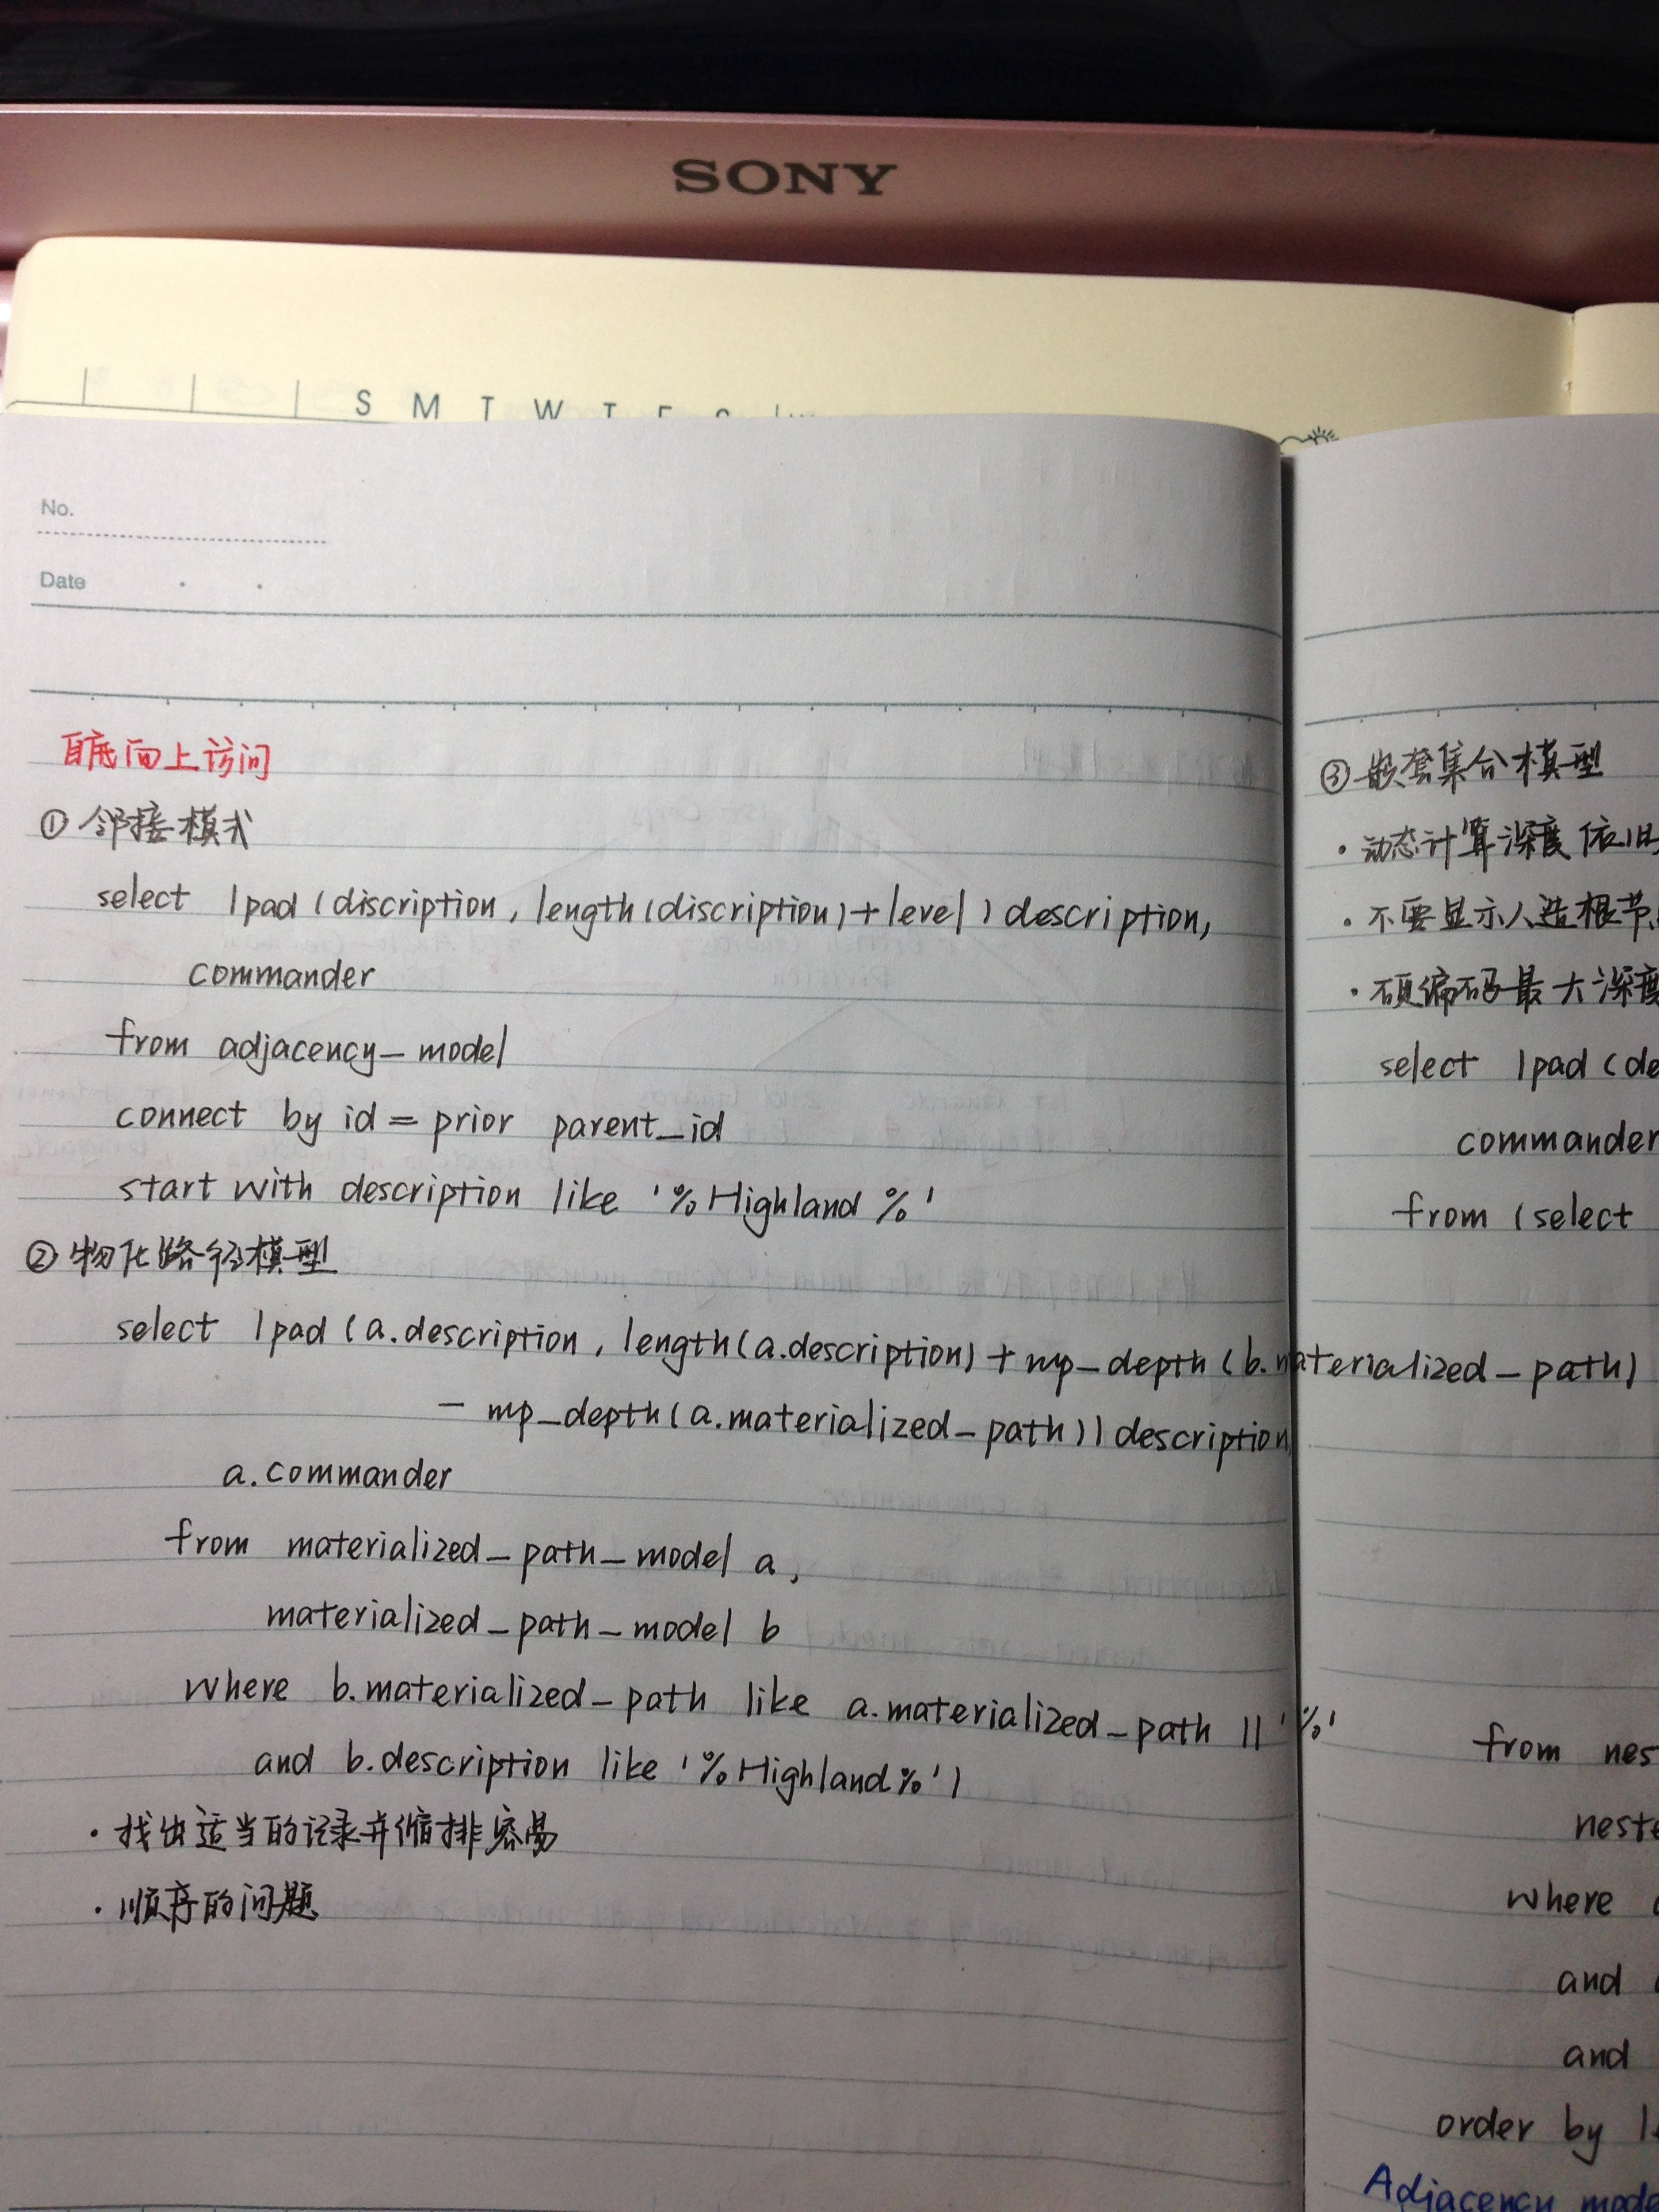 SONY
S M T W T F S
No.
Date
自底向上访问
① 邻接模式
select lpad (discription, length(discription)+level) description,
commander
from adjacency_model
connect by id = prior parent_id
start with description like '%Highland%'
② 物化路径模型
select lpad (a.description, length(a.description) + mp_depth (b.materialized_path)
- mp_depth(a.materialized_path)) description
a.commander
from materialized_path_model a,
materialized_path_model b
where b.materialized_path like a.materialized_path || '%'
and b.description like '%Highland%')
· 找出适当的记录并缩排容易
· 顺序的问题
③ 嵌套集合模型
· 动态计算深度依旧
· 不要显示人造根节
· 硬编码最大深度
select lpad (de
commander
from (select
from nes
neste
where
and
and
order by le
Adjacency mode